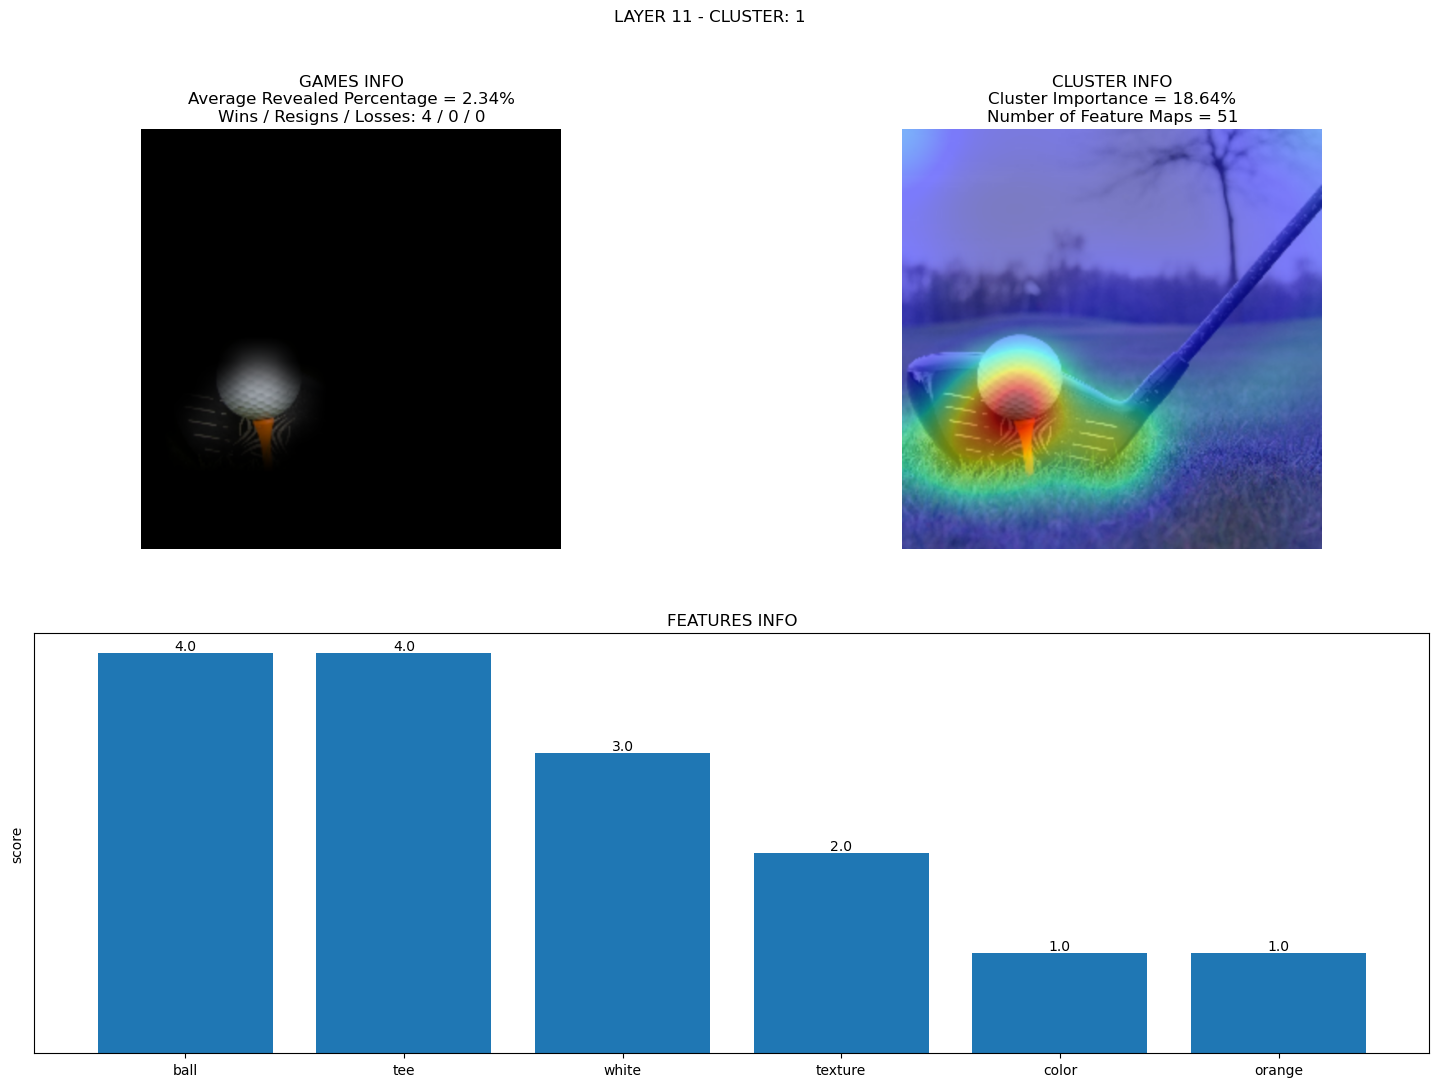 LAYER 11 - CLUSTER: 1
GAMES INFO
Average Revealed Percentage = 2.34%
Wins / Resigns / Losses: 4 / 0 / 0
CLUSTER INFO
Cluster Importance = 18.64%
Number of Feature Maps = 51
FEATURES INFO
score
4.0
4.0
3.0
2.0
1.0
1.0
ball
tee
white
texture
color
orange